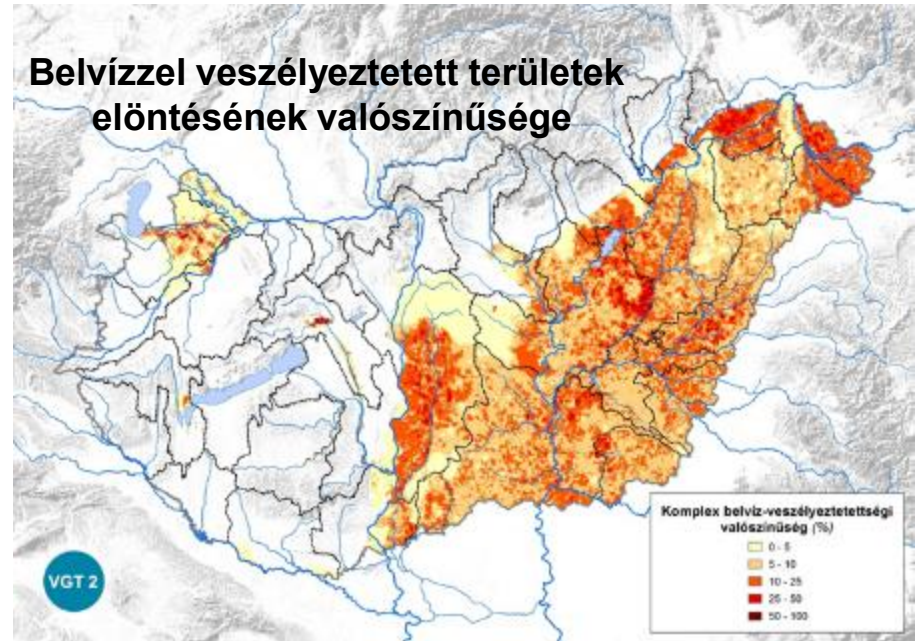 Belvízzel veszélyeztetett területek
elöntésének valószínűsége
Komplex belvíz-veszélyeztetettségi
valószínűség (%)
0 - 5
5 - 10
10 - 25
25 - 50
50 - 100
VGT 2